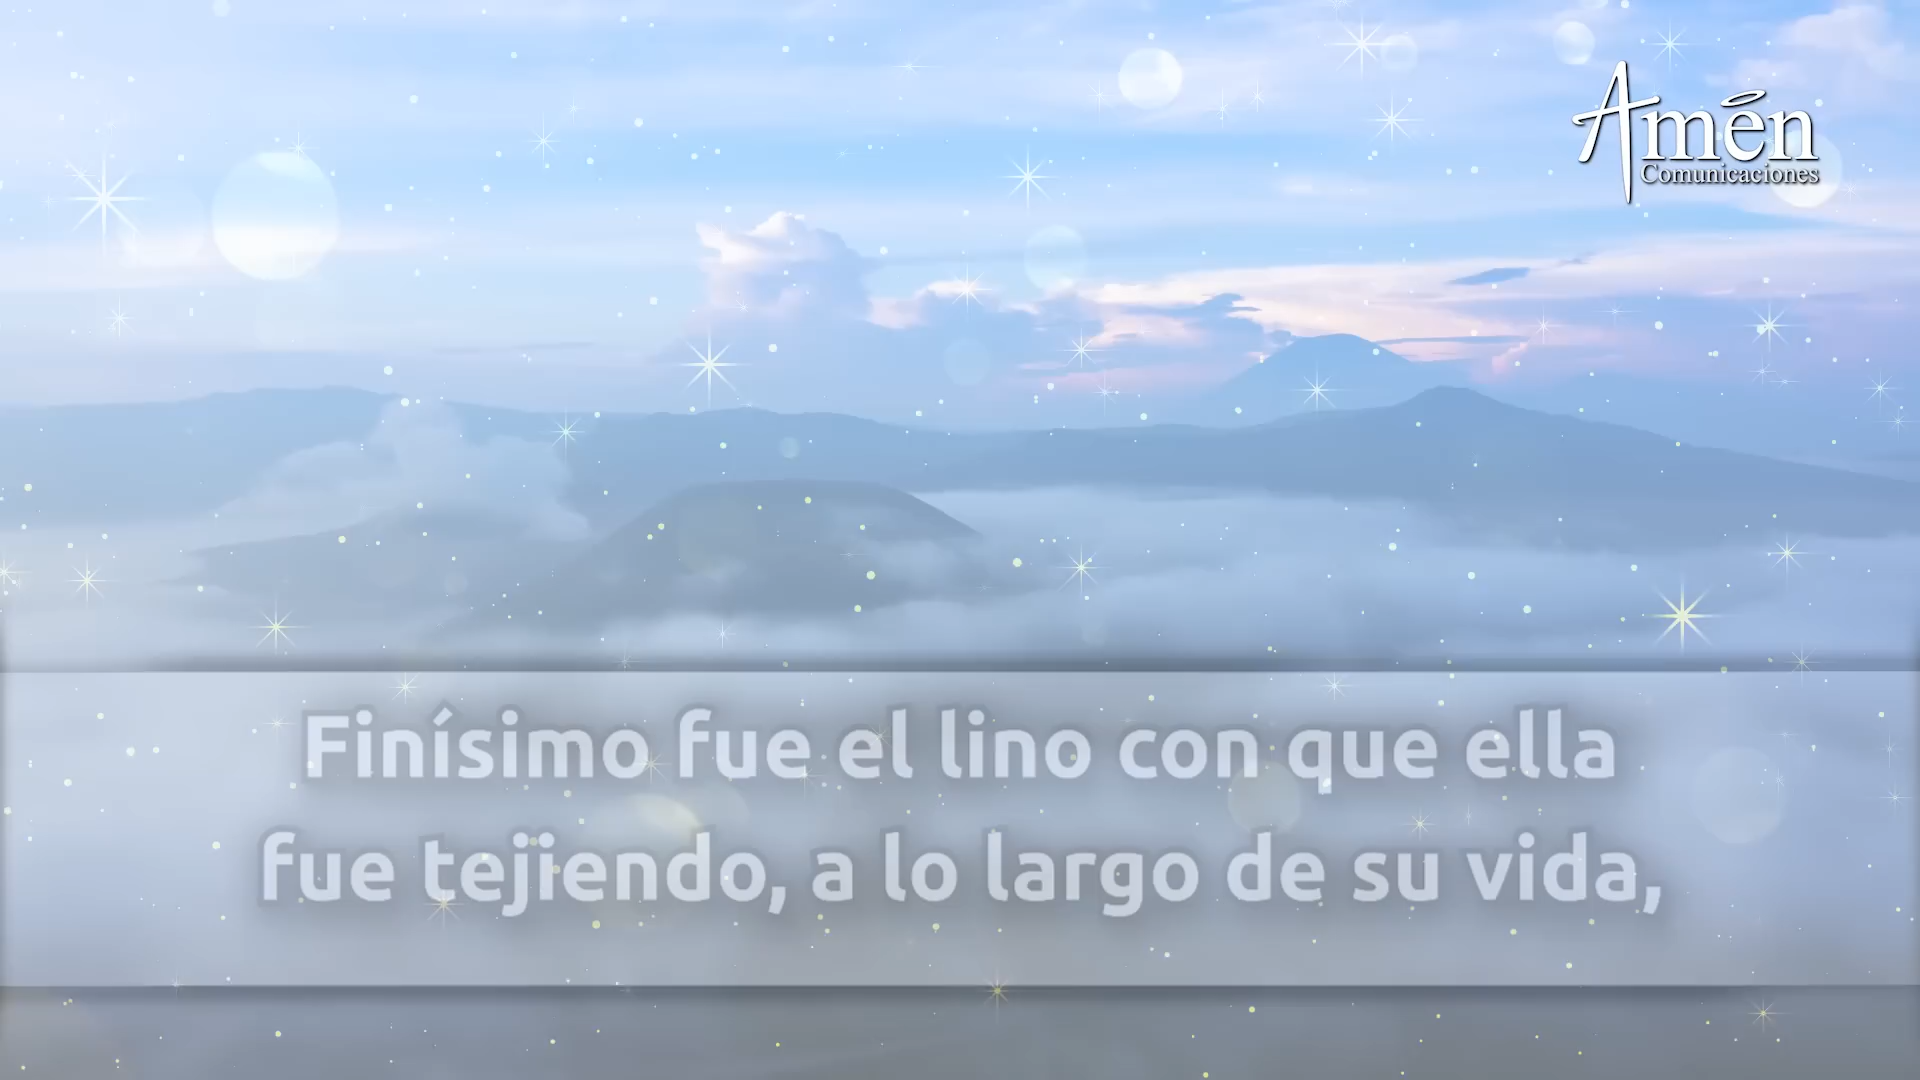 Amén
Comunicaciones
Finísimo fue el lino con que ella
fue tejiendo, a lo largo de su vida,